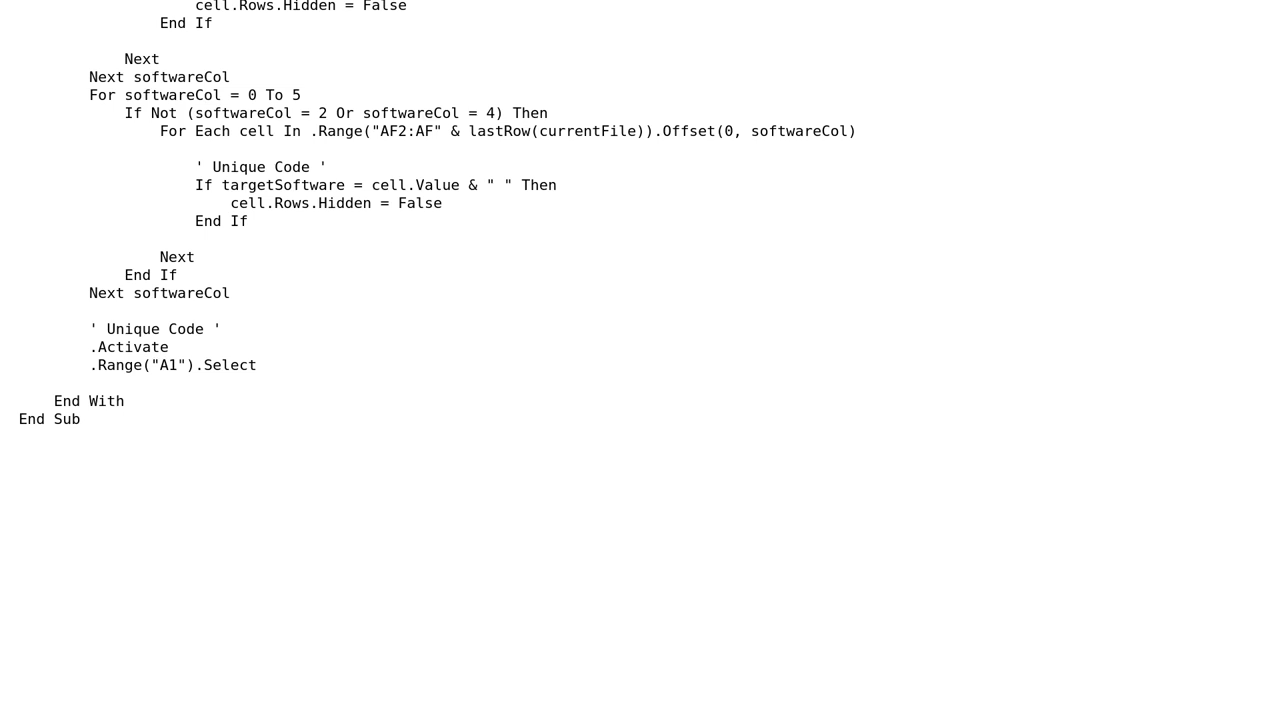 cell.Rows.Hidden = False
                End If

            Next
        Next softwareCol
        For softwareCol = 0 To 5
            If Not (softwareCol = 2 Or softwareCol = 4) Then
                For Each cell In .Range("AF2:AF" & lastRow(currentFile)).Offset(0, softwareCol)

                    ' Unique Code '
                    If targetSoftware = cell.Value & " " Then
                        cell.Rows.Hidden = False
                    End If

                Next
            End If
        Next softwareCol

        ' Unique Code '
        .Activate
        .Range("A1").Select

    End With
End Sub